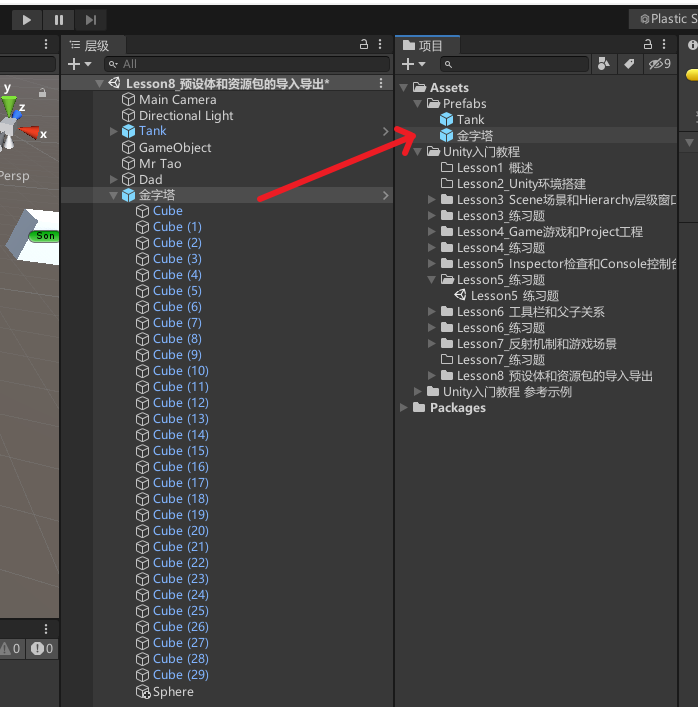 Plastic S
层级
项目
All
9
Lesson8_预设体和资源包的导入导出*
Main Camera
Directional Light
Tank
GameObject
Mr Tao
Dad
金字塔
Cube
Cube (1)
Cube (2)
Cube (3)
Cube (4)
Cube (5)
Cube (6)
Cube (7)
Cube (8)
Cube (9)
Cube (10)
Cube (11)
Cube (12)
Cube (13)
Cube (14)
Cube (15)
Cube (16)
Cube (17)
Cube (18)
Cube (19)
Cube (20)
Cube (21)
Cube (22)
Cube (23)
Cube (24)
Cube (25)
Cube (26)
Cube (27)
Cube (28)
Cube (29)
Sphere
Assets
Prefabs
Tank
金字塔
Unity入门教程
Lesson1 概述
Lesson2_Unity环境搭建
Lesson3 Scene场景和Hierarchy层级窗口
Lesson3_练习题
Lesson4_Game游戏和Project工程
Lesson4_练习题
Lesson5 Inspector检查和Console控制台
Lesson5_练习题
Lesson5 练习题
Lesson6 工具栏和父子关系
Lesson6_练习题
Lesson7_反射机制和游戏场景
Lesson7_练习题
Lesson8 预设体和资源包的导入导出
Unity入门教程 参考示例
Packages
y
z
x
Persp
Son
0
0